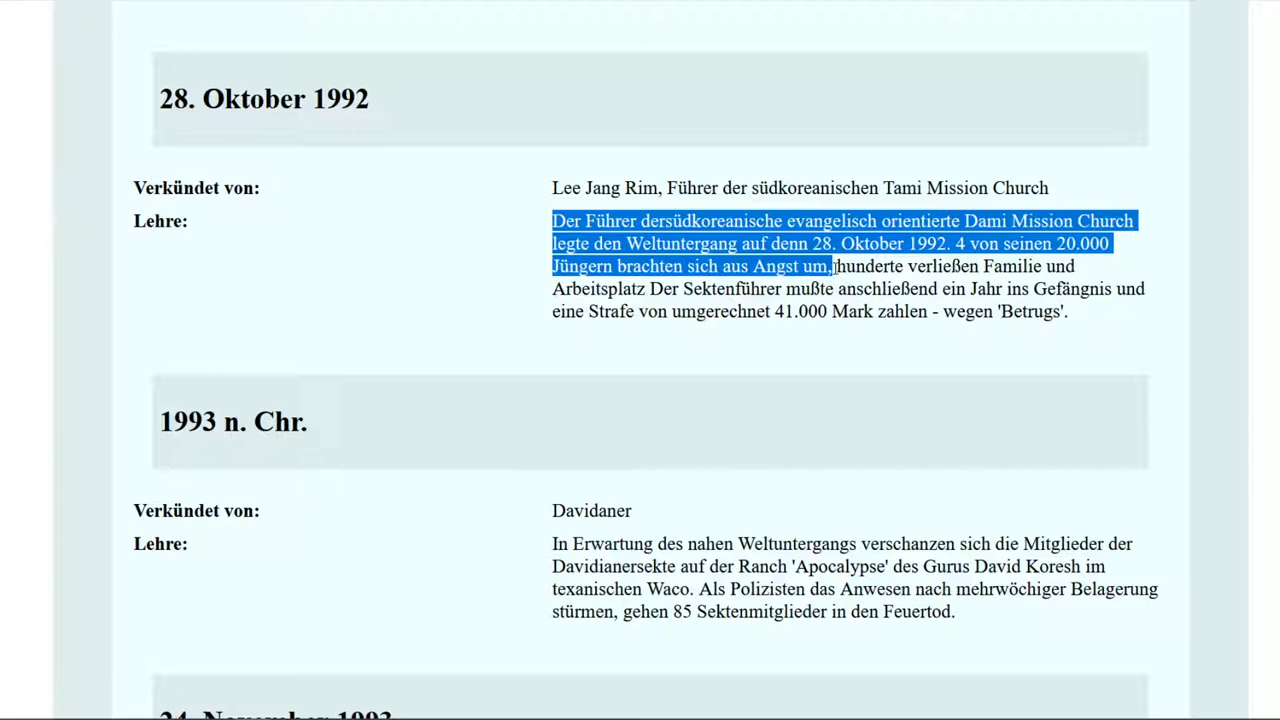 28. Oktober 1992
Verkündet von:
Lee Jang Rim, Führer der südkoreanischen Tami Mission Church
Lehre:
Der Führer dersüdkoreanische evangelisch orientierte Dami Mission Church
legte den Weltuntergang auf denn 28. Oktober 1992. 4 von seinen 20.000
Jüngern brachten sich aus Angst um, hunderte verließen Familie und
Arbeitsplatz Der Sektenführer mußte anschließend ein Jahr ins Gefängnis und
eine Strafe von umgerechnet 41.000 Mark zahlen - wegen 'Betrugs'.
1993 n. Chr.
Verkündet von:
Davidaner
Lehre:
In Erwartung des nahen Weltuntergangs verschanzen sich die Mitglieder der
Davidianersekte auf der Ranch 'Apocalypse' des Gurus David Koresh im
texanischen Waco. Als Polizisten das Anwesen nach mehrwöchiger Belagerung
stürmen, gehen 85 Sektenmitglieder in den Feuertod.
24. November 1993